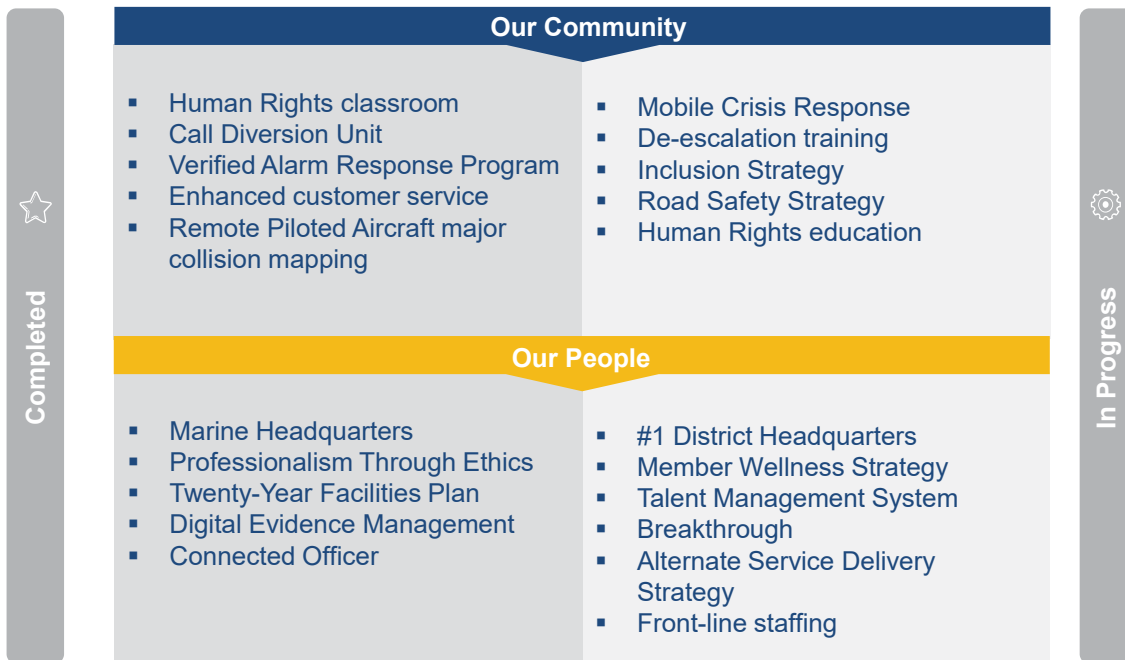 Our Community
Completed
▪ Human Rights classroom
▪ Call Diversion Unit
▪ Verified Alarm Response Program
▪ Enhanced customer service
▪ Remote Piloted Aircraft major
collision mapping
▪ Mobile Crisis Response
▪ De-escalation training
▪ Inclusion Strategy
▪ Road Safety Strategy
▪ Human Rights education
In Progress
Our People
▪ Marine Headquarters
▪ Professionalism Through Ethics
▪ Twenty-Year Facilities Plan
▪ Digital Evidence Management
▪ Connected Officer
▪ #1 District Headquarters
▪ Member Wellness Strategy
▪ Talent Management System
▪ Breakthrough
▪ Alternate Service Delivery
Strategy
▪ Front-line staffing